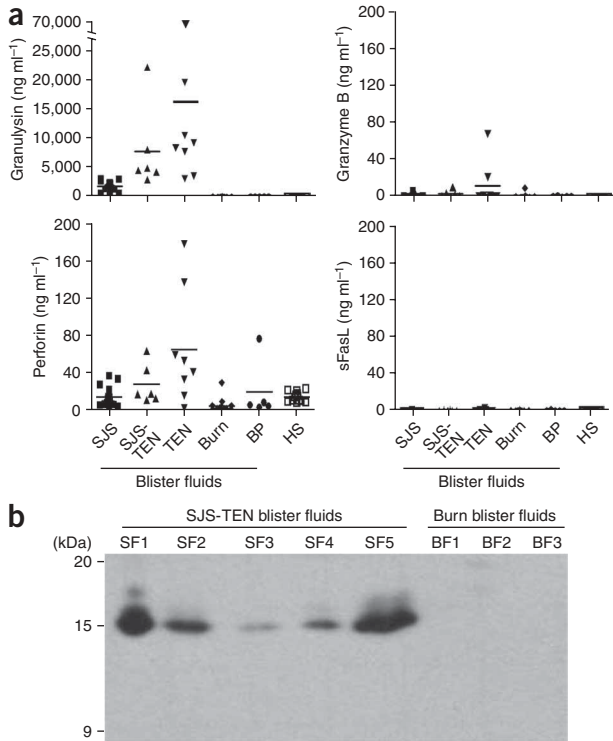 a
Granulysin (ng ml–1)
70,000
25,000
20,000
15,000
10,000
5,000
0
Granzyme B (ng ml–1)
200
160
120
80
40
0
Perforin (ng ml–1)
200
160
120
80
40
0
SJS
SJS-
TEN
TEN
Burn
BP
HS
Blister fluids
sFasL (ng ml–1)
200
160
120
80
40
0
SJS
SJS-
TEN
TEN
Burn
BP
HS
Blister fluids
b
SJS-TEN blister fluids
Burn blister fluids
(kDa) SF1 SF2 SF3 SF4 SF5 BF1 BF2 BF3
20
15
9